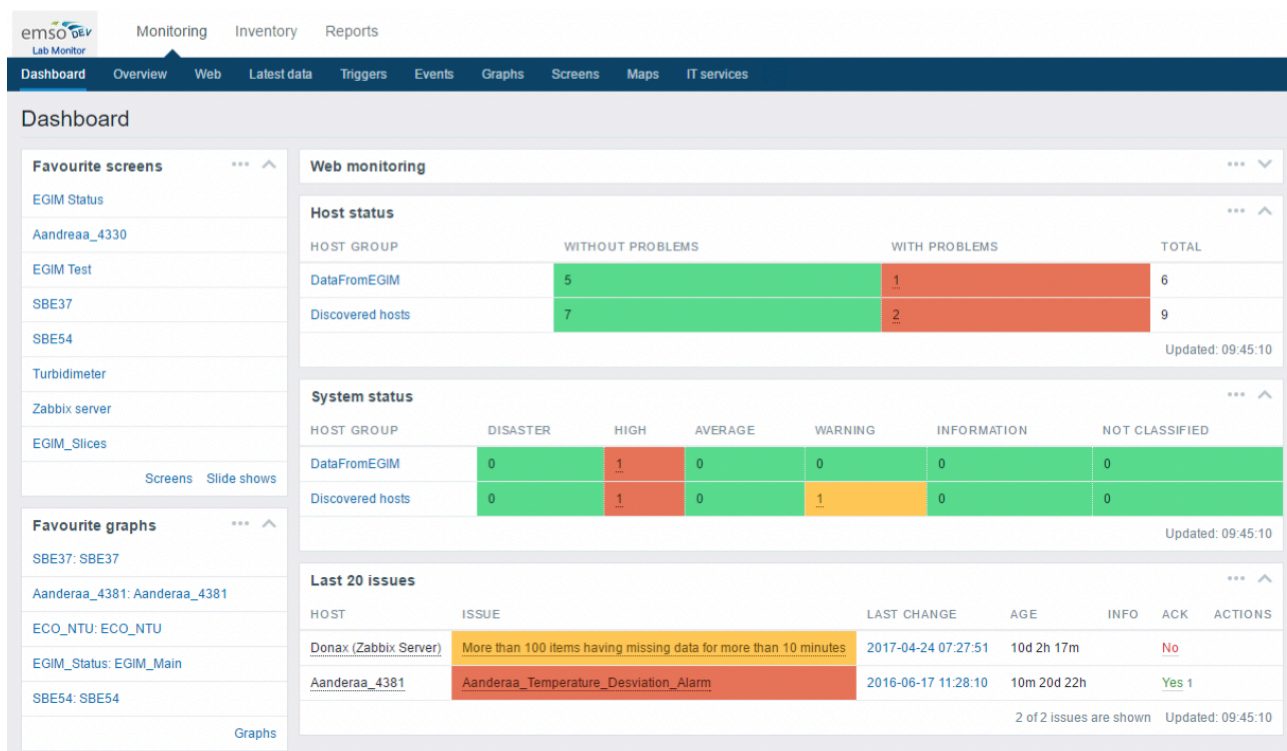 emso DEV
Lab Monitor
Monitoring Inventory Reports
Dashboard Overview Web Latest data Triggers Events Graphs Screens Maps IT services
Dashboard
Favourite screens
EGIM Status
Aandreaa_4330
EGIM Test
SBE37
SBE54
Turbidimeter
Zabbix server
EGIM_Slices
Screens Slide shows
Favourite graphs
SBE37: SBE37
Aanderaa_4381: Aanderaa_4381
ECO_NTU: ECO_NTU
EGIM_Status: EGIM_Main
SBE54: SBE54
Graphs
Web monitoring
Host status
HOST GROUP WITHOUT PROBLEMS WITH PROBLEMS TOTAL
DataFromEGIM 5 1 6
Discovered hosts 7 2 9
Updated: 09:45:10
System status
HOST GROUP DISASTER HIGH AVERAGE WARNING INFORMATION NOT CLASSIFIED
DataFromEGIM 0 1 0 0 0 0
Discovered hosts 0 1 0 1 0 0
Updated: 09:45:10
Last 20 issues
HOST ISSUE LAST CHANGE AGE INFO ACK ACTIONS
Donax (Zabbix Server) More than 100 items having missing data for more than 10 minutes 2017-04-24 07:27:51 10d 2h 17m No
Aanderaa_4381 Aanderaa_Temperature_Desviation_Alarm 2016-06-17 11:28:10 10m 20d 22h Yes 1
2 of 2 issues are shown Updated: 09:45:10